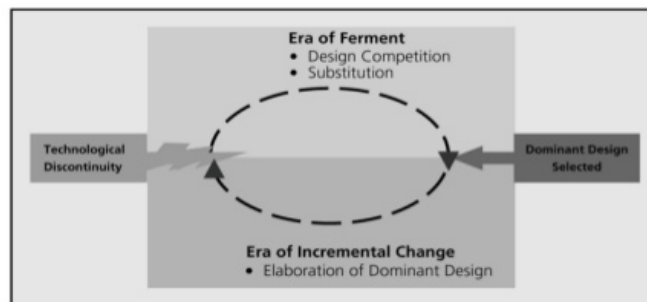 Era of Ferment
• Design Competition
• Substitution
Technological
Discontinuity
Dominant Design
Selected
Era of Incremental Change
• Elaboration of Dominant Design